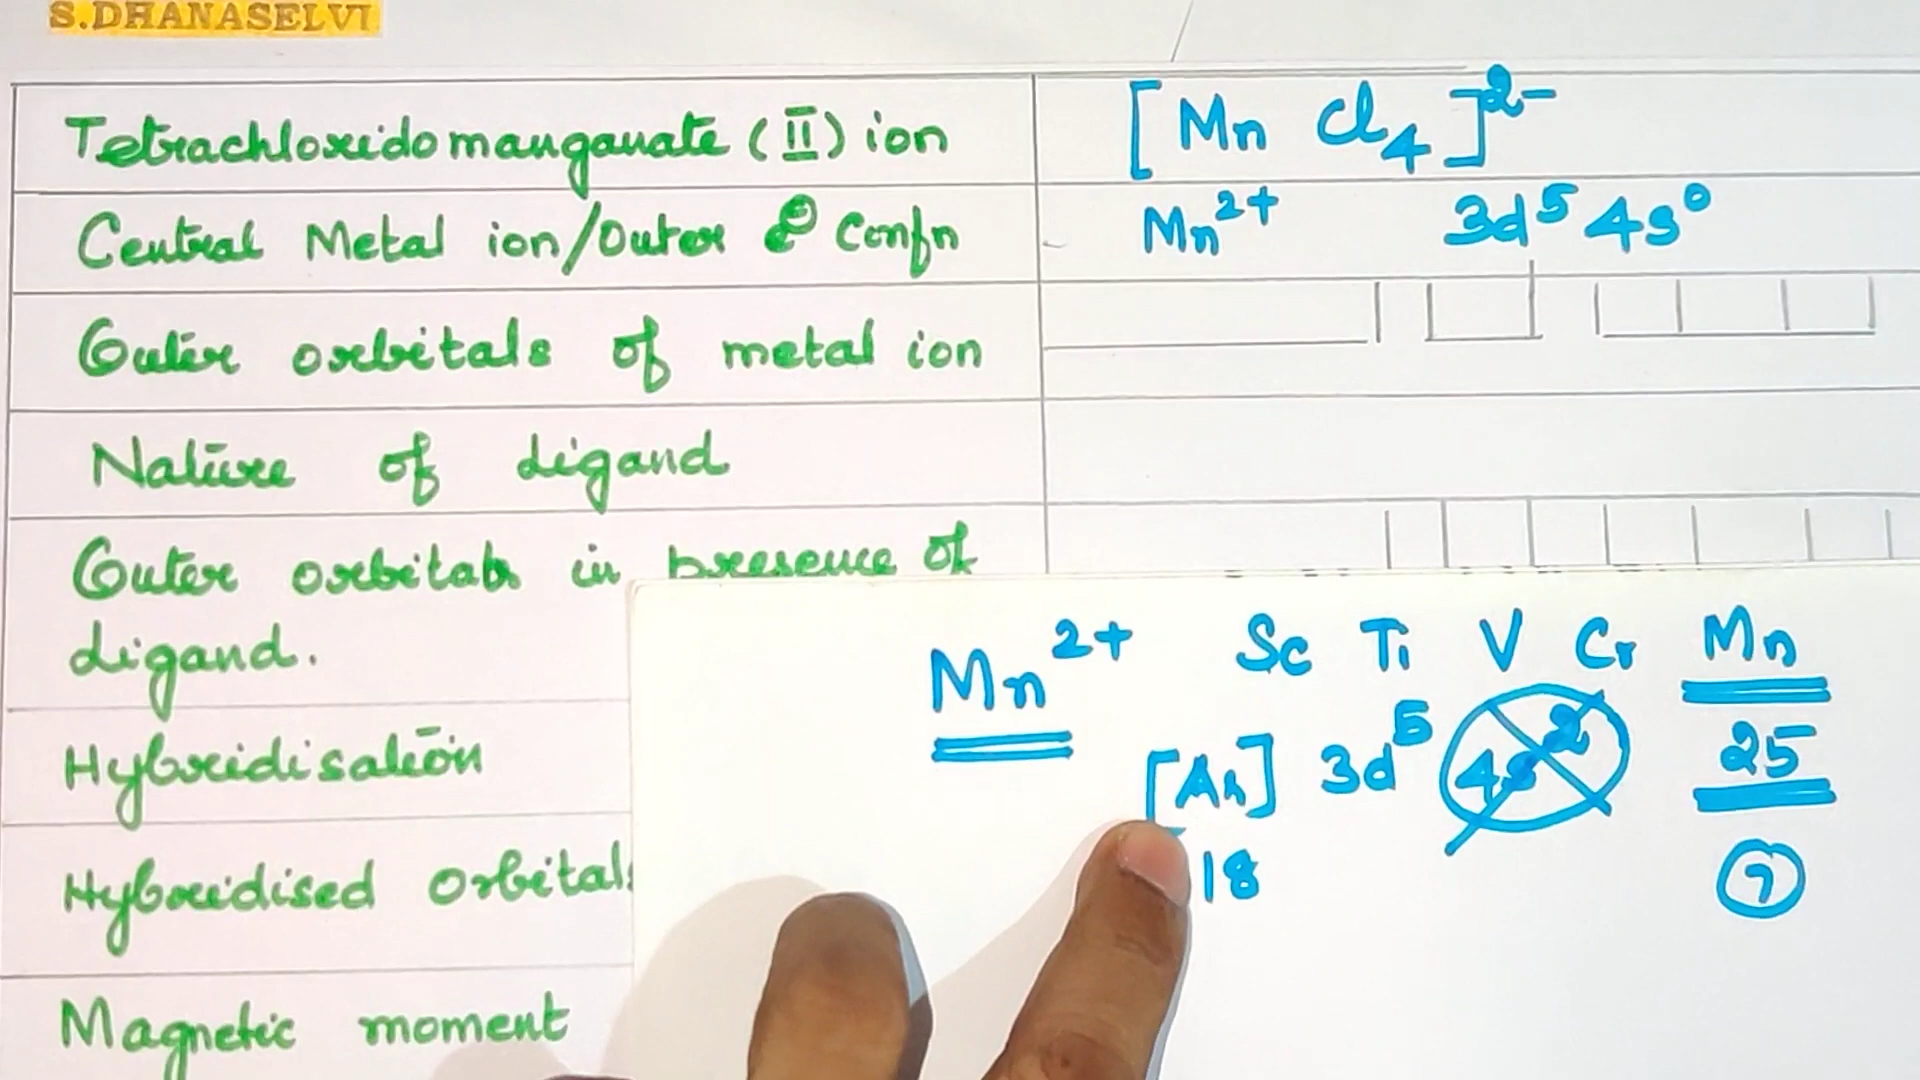 S.DHANASELVI
Tetrachloridomanganate (II) ion
[Mn Cl4]2-
Central Metal ion/Outer e⊖ Confn
Mn2+ 3d5 4s0
Outer orbitals of metal ion
Nature of Ligand
Outer orbitals in presence of
Ligand.
Mn2+ Sc Ti V Cr Mn
[Ar] 3d5 4s2 25
18 7
Hybridisation
Hybridised Orbitals
Magnetic moment